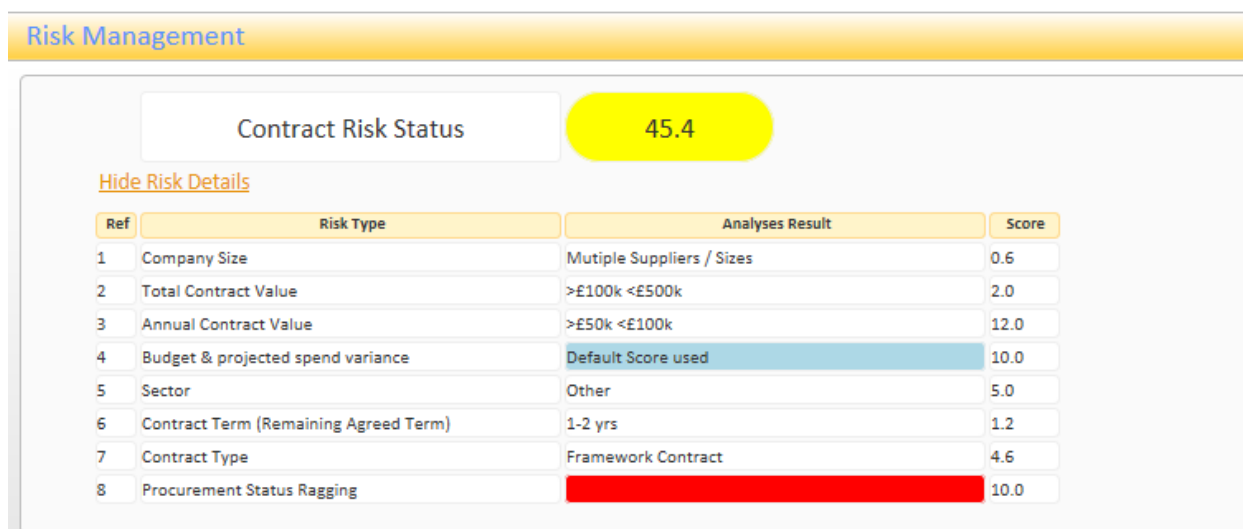 Risk Management
Contract Risk Status 45.4
Hide Risk Details
Ref Risk Type Analyses Result Score
1 Company Size Mutiple Suppliers / Sizes 0.6
2 Total Contract Value >£100k <£500k 2.0
3 Annual Contract Value >£50k <£100k 12.0
4 Budget & projected spend variance Default Score used 10.0
5 Sector Other 5.0
6 Contract Term (Remaining Agreed Term) 1-2 yrs 1.2
7 Contract Type Framework Contract 4.6
8 Procurement Status Ragging 10.0